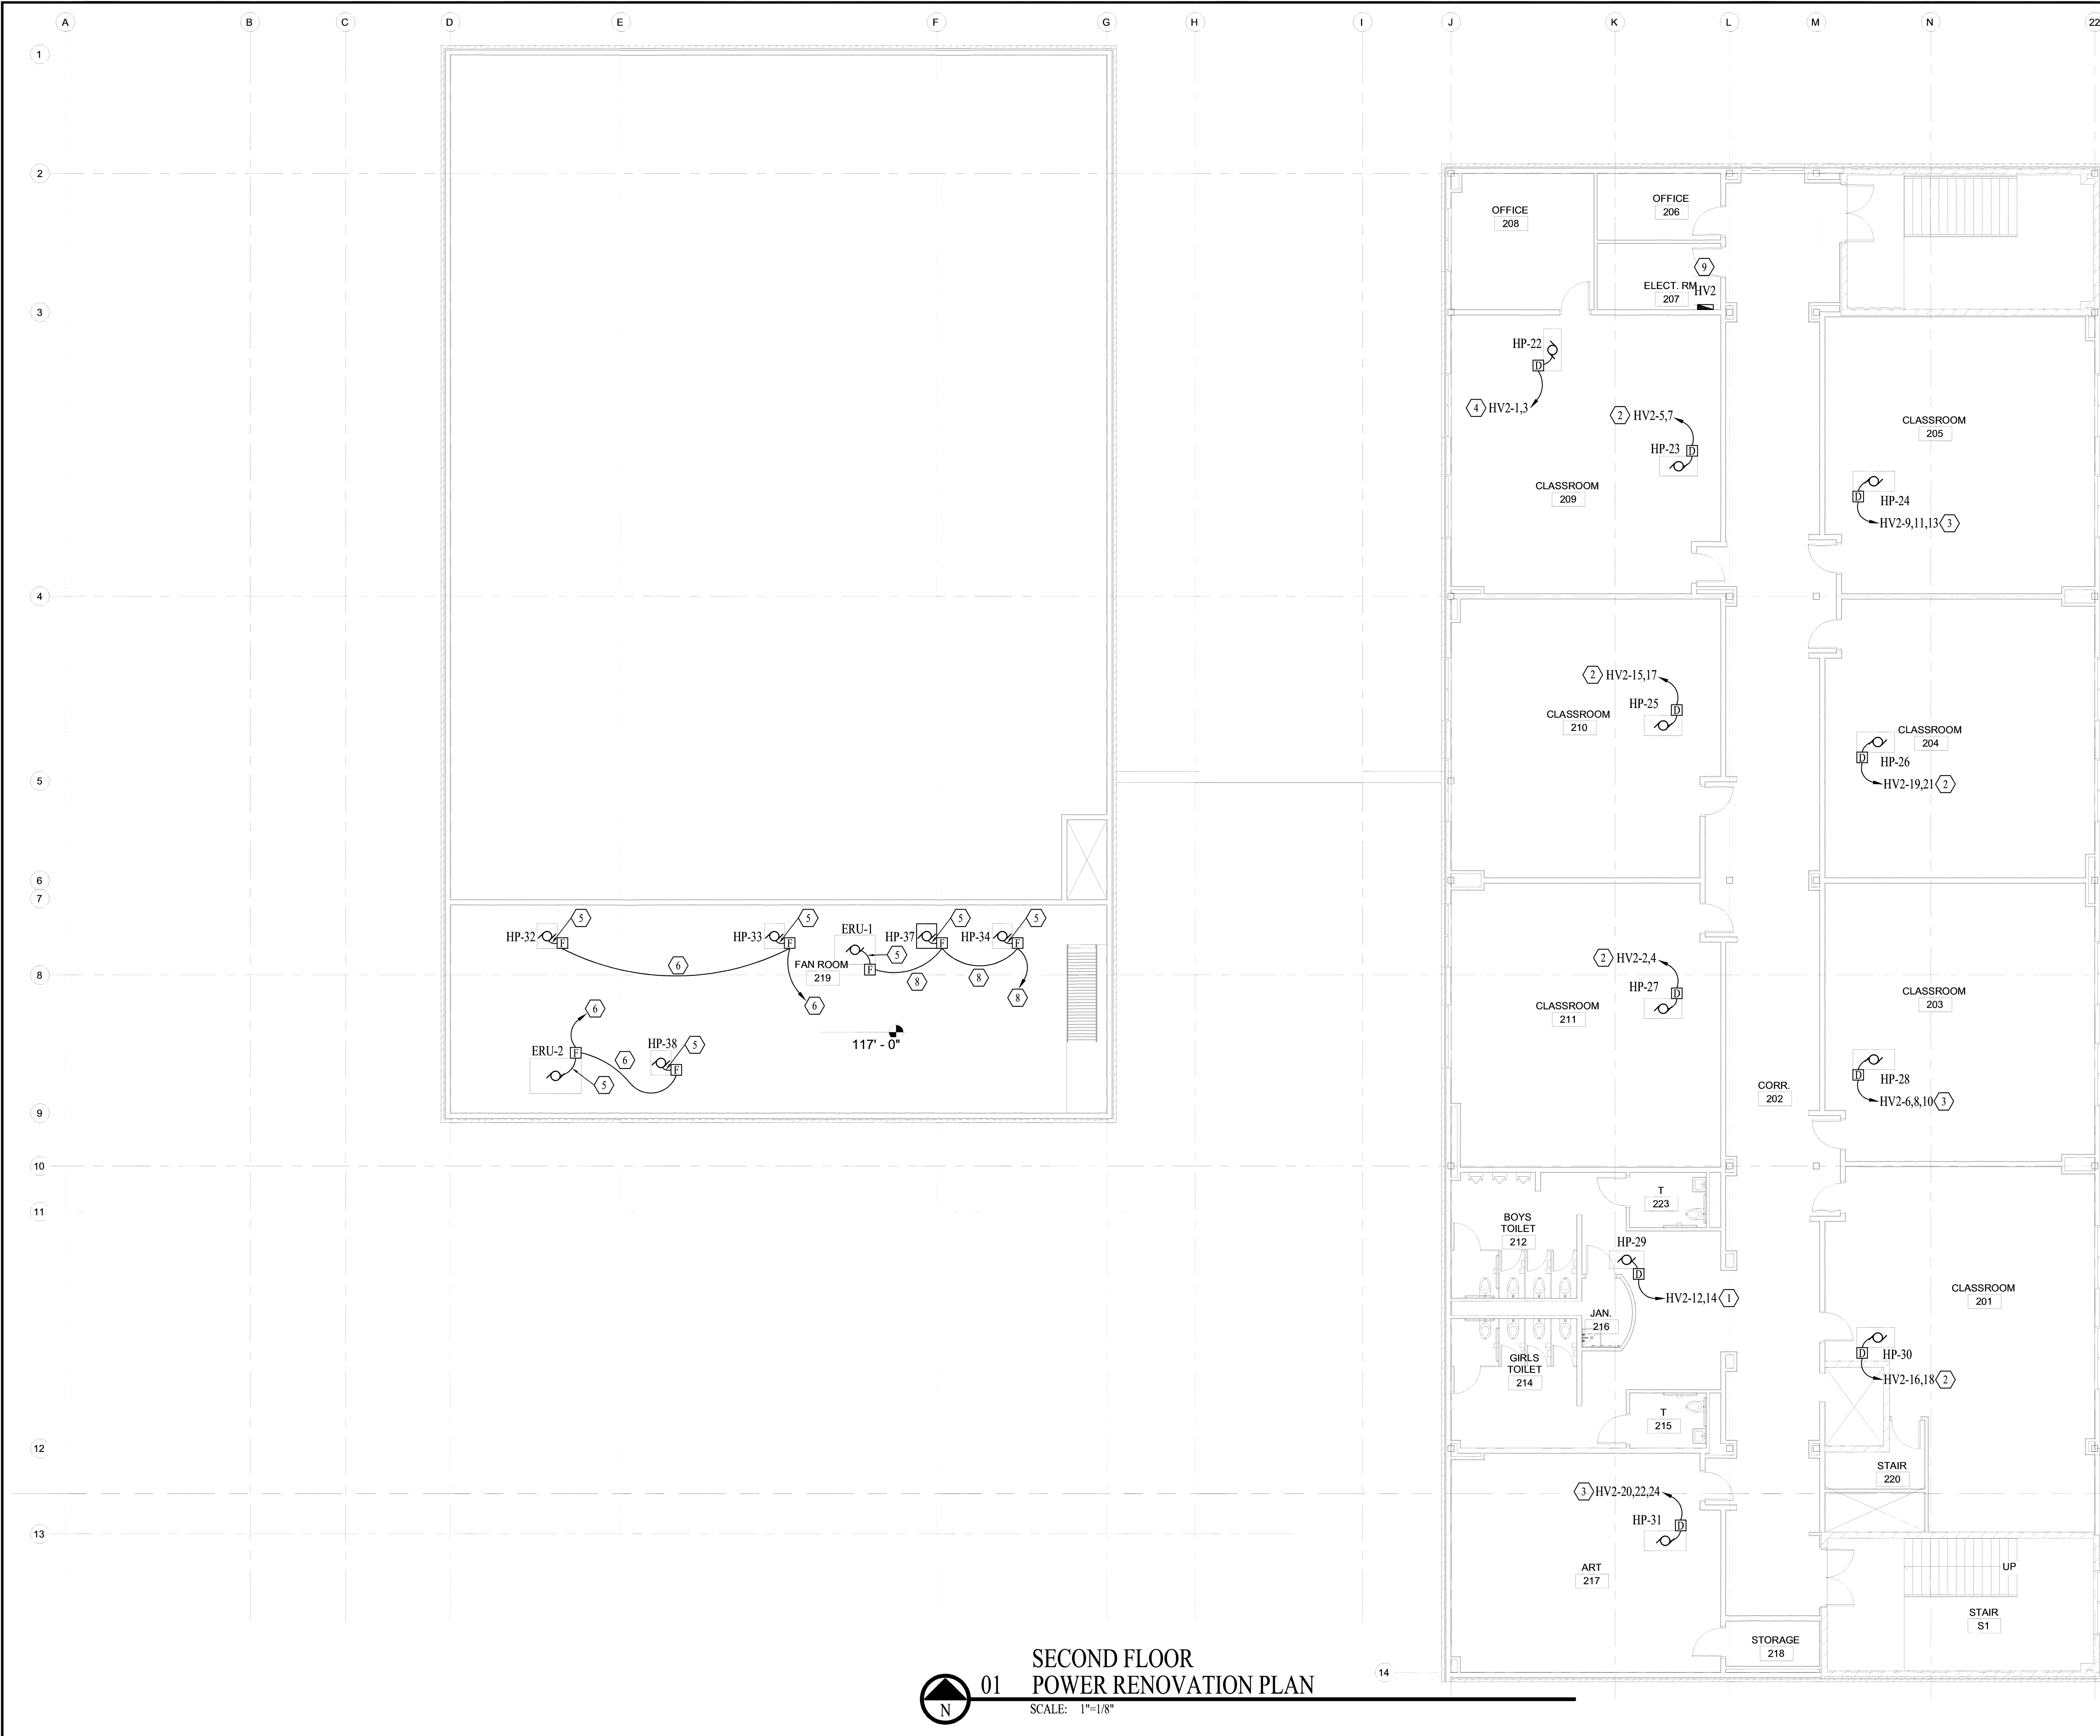 A B C D E F G H I J K L M N 22
1
2
OFFICE
206
OFFICE
208
9
ELECT. RM
207
HV2
3
HP-22
4 HV2-1,3
2 HV2-5,7
HP-23
CLASSROOM
205
CLASSROOM
209
HP-24
HV2-9,11,13 3
4
2 HV2-15,17
HP-25
CLASSROOM
210
CLASSROOM
204
HP-26
HV2-19,21 2
5
6
7
5 5 5 5
HP-32 HP-33 ERU-1 HP-37 HP-34
5
6
FAN ROOM
219
8 8
8
6
8
6
117' - 0"
ERU-2
HP-38
5
6
5
2 HV2-2,4
HP-27
CLASSROOM
211
CLASSROOM
203
HP-28
HV2-6,8,10 3
CORR.
202
9
10
11
T
223
BOYS
TOILET
212
HP-29
HV2-12,14 1
JAN.
216
CLASSROOM
201
GIRLS
TOILET
214
HP-30
HV2-16,18 2
T
215
12
STAIR
220
3 HV2-20,22,24
HP-31
13
ART
217
UP
STAIR
S1
STORAGE
218
14
D D D D D D D D D D
F F F F F F
SECOND FLOOR
01 POWER RENOVATION PLAN
N
SCALE: 1"=1/8"